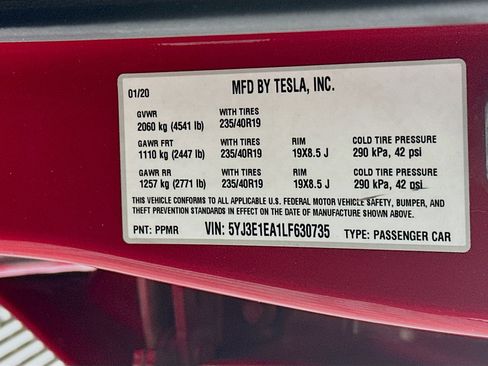 MFD BY TESLA, INC.
01/20
GVWR WITH TIRES
2060 kg (4541 lb) 235/40R19
GAWR FRT WITH TIRES RIM COLD TIRE PRESSURE
1110 kg (2447 lb) 235/40R19 19X8.5 J 290 kPa, 42 psi
GAWR RR WITH TIRES RIM COLD TIRE PRESSURE
1257 kg (2771 lb) 235/40R19 19X8.5 J 290 kPa, 42 psi
THIS VEHICLE CONFORMS TO ALL APPLICABLE U.S. FEDERAL MOTOR VEHICLE SAFETY, BUMPER, AND
THEFT PREVENTION STANDARDS IN EFFECT ON THE DATE OF MANUFACTURE SHOWN ABOVE.
PNT: PPMR VIN: 5YJ3E1EA1LF630735 TYPE: PASSENGER CAR